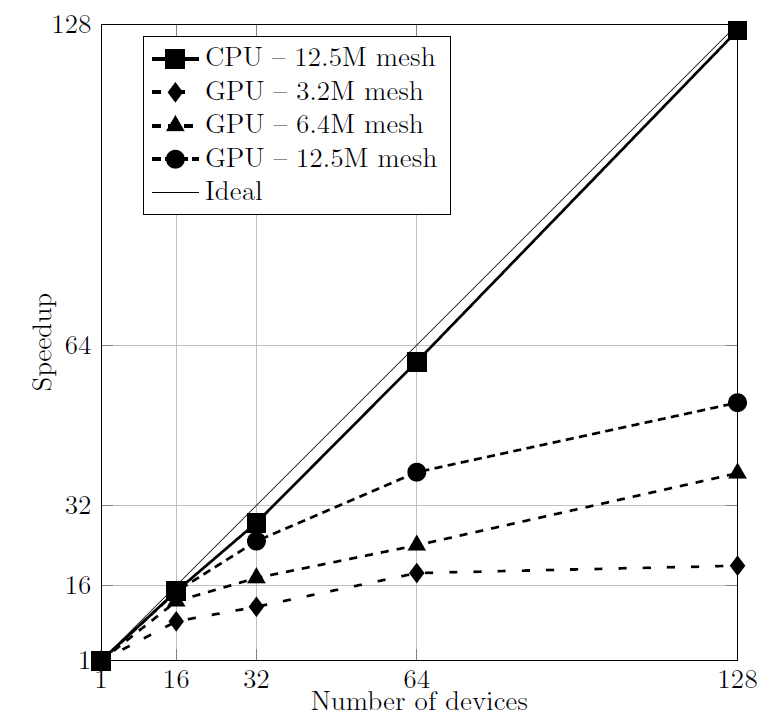 128
CPU – 12.5M mesh
GPU – 3.2M mesh
GPU – 6.4M mesh
GPU – 12.5M mesh
Ideal
Speedup
64
32
16
1
1 16 32 64 128
Number of devices